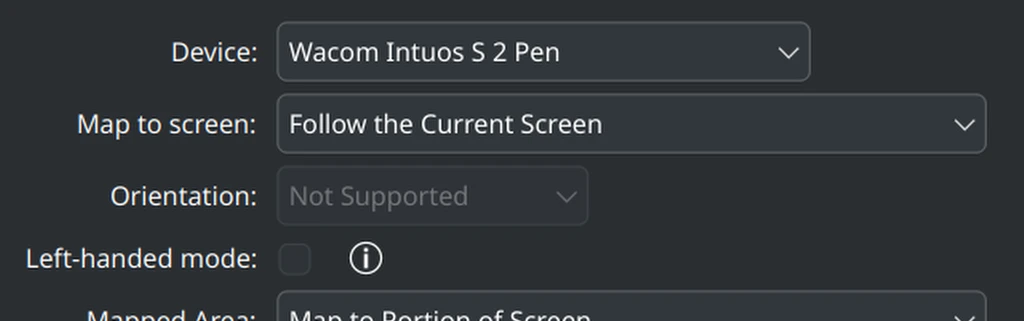 Device: Wacom Intuos S 2 Pen
Map to screen: Follow the Current Screen
Orientation: Not Supported
Left-handed mode:
Mapped Area: Map to Portion of Screen